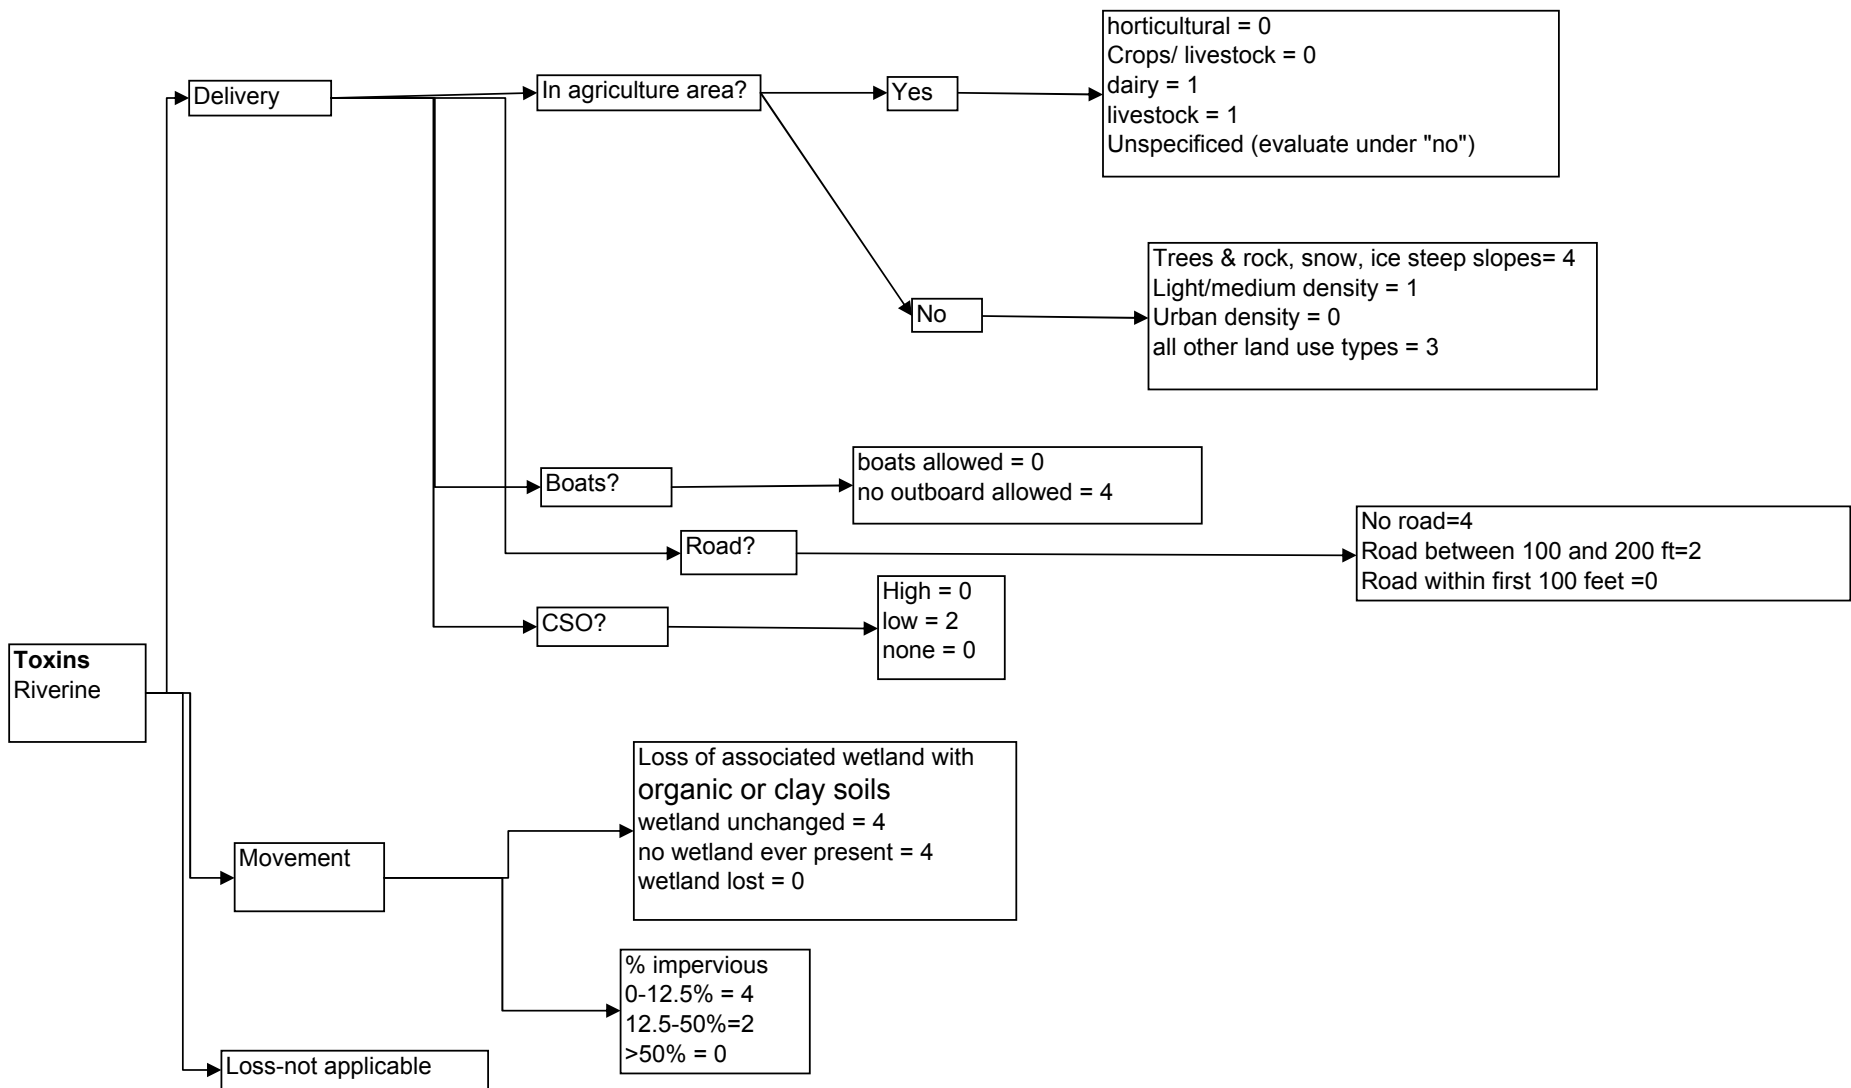 Toxins
Riverine
Delivery
In agriculture area?
Yes
horticultural = 0
Crops/ livestock = 0
dairy = 1
livestock = 1
Unspecificed (evaluate under "no")
No
Trees & rock, snow, ice steep slopes= 4
Light/medium density = 1
Urban density = 0
all other land use types = 3
Boats?
boats allowed = 0
no outboard allowed = 4
Road?
No road=4
Road between 100 and 200 ft=2
Road within first 100 feet =0
CSO?
High = 0
low = 2
none = 0
Movement
Loss of associated wetland with
organic or clay soils
wetland unchanged = 4
no wetland ever present = 4
wetland lost = 0
% impervious
0-12.5% = 4
12.5-50%=2
>50% = 0
Loss-not applicable